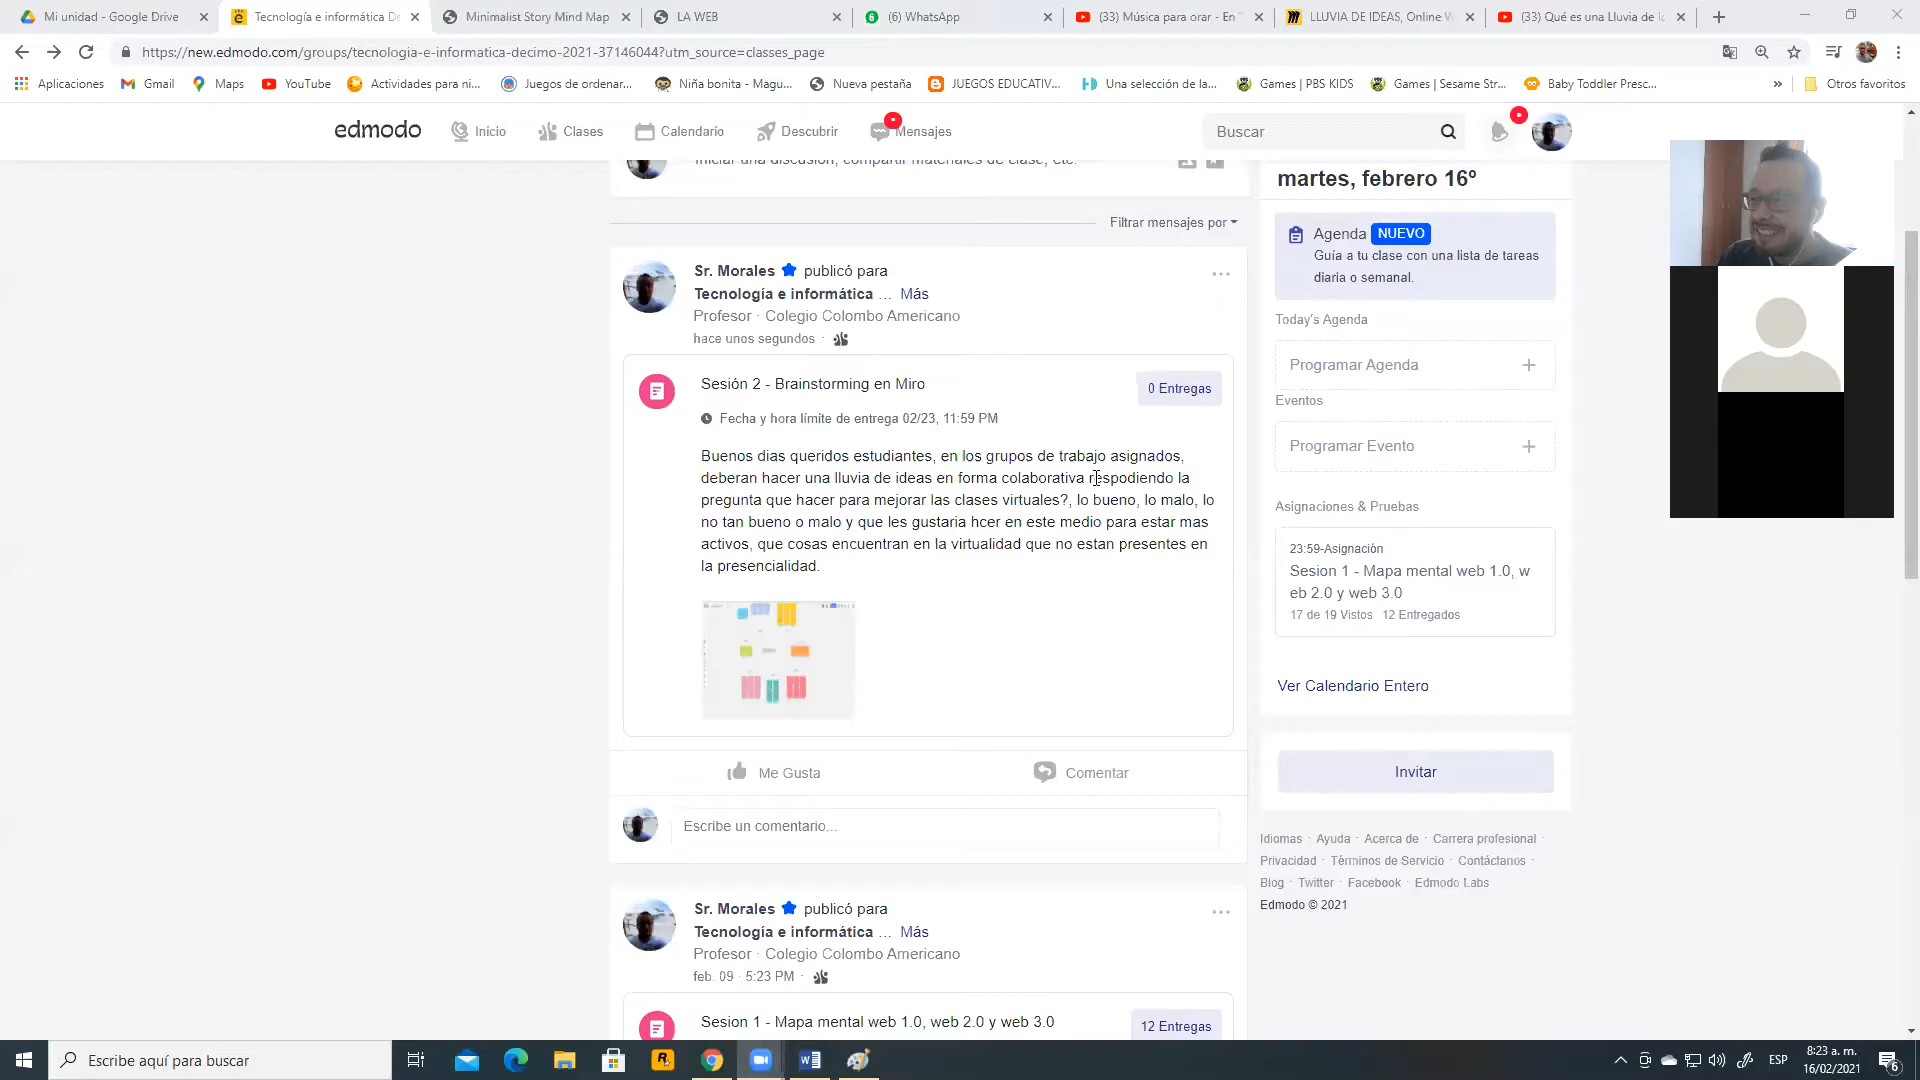 Mi unidad - Google Drive
Tecnología e informática De
Minimalist Story Mind Map
LA WEB
(6) WhatsApp
(33) Música para orar - En
LLUVIA DE IDEAS, Online W
(33) Qué es una Lluvia de
https://new.edmodo.com/groups/tecnologia-e-informatica-decimo-2021-37146044?utm_source=classes_page
Aplicaciones
Gmail
Maps
YouTube
Actividades para ni...
Juegos de ordenar...
Niña bonita - Magu...
Nueva pestaña
JUEGOS EDUCATIV...
Una selección de la...
Games | PBS KIDS
Games | Sesame Str...
Baby Toddler Presc...
»
Otros favoritos
edmodo
Inicio
Clases
Calendario
Descubrir
Mensajes
Buscar
Iniciar una discusión, compartir materiales de clase, etc.
Filtrar mensajes por
Sr. Morales publicó para
Tecnología e informática ... Más
Profesor · Colegio Colombo Americano
hace unos segundos ·
Sesión 2 - Brainstorming en Miro
0 Entregas
Fecha y hora límite de entrega 02/23, 11:59 PM
Buenos dias queridos estudiantes, en los grupos de trabajo asignados,
deberan hacer una lluvia de ideas en forma colaborativa respodiendo la
pregunta que hacer para mejorar las clases virtuales?, lo bueno, lo malo, lo
no tan bueno o malo y que les gustaria hcer en este medio para estar mas
activos, que cosas encuentran en la virtualidad que no estan presentes en
la presencialidad.
Me Gusta
Comentar
Escribe un comentario...
Sr. Morales publicó para
Tecnología e informática ... Más
Profesor · Colegio Colombo Americano
feb. 09 · 5:23 PM ·
Sesion 1 - Mapa mental web 1.0, web 2.0 y web 3.0
12 Entregas
martes, febrero 16º
Agenda NUEVO
Guía a tu clase con una lista de tareas
diaria o semanal.
Today's Agenda
Programar Agenda +
Eventos
Programar Evento +
Asignaciones & Pruebas
23:59-Asignación
Sesion 1 - Mapa mental web 1.0, w
eb 2.0 y web 3.0
17 de 19 Vistos 12 Entregados
Ver Calendario Entero
Invitar
Idiomas · Ayuda · Acerca de · Carrera profesional ·
Privacidad · Términos de Servicio · Contáctanos ·
Blog · Twitter · Facebook · Edmodo Labs
Edmodo © 2021
Escribe aquí para buscar
ESP
8:23 a. m.
16/02/2021
6